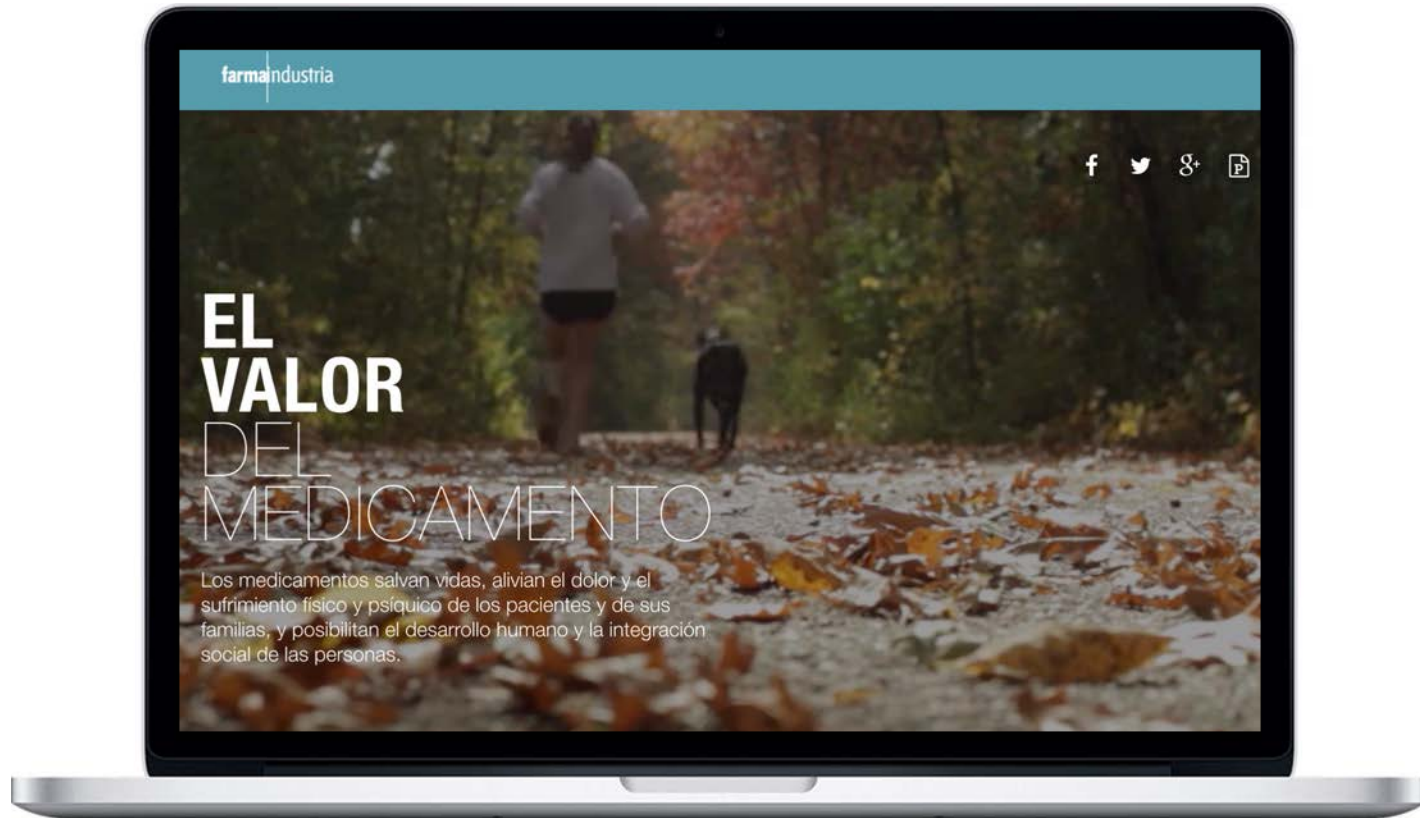 farmaindustria
f g+ P
EL
VALOR
DEL
MEDICAMENTO
Los medicamentos salvan vidas, alivian el dolor y el
sufrimiento físico y psíquico de los pacientes y de sus
familias, y posibilitan el desarrollo humano y la integración
social de las personas.